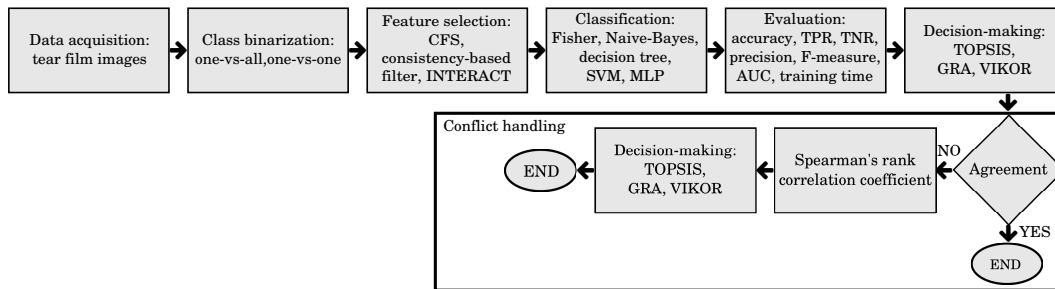 Data acquisition:
tear film images
Class binarization:
one-vs-all,one-vs-one
Feature selection:
CFS,
consistency-based
filter, INTERACT
Classification:
Fisher, Naive-Bayes,
decision tree,
SVM, MLP
Evaluation:
accuracy, TPR, TNR,
precision, F-measure,
AUC, training time
Decision-making:
TOPSIS,
GRA, VIKOR
Conflict handling
Agreement
NO
Spearman's rank
correlation coefficient
Decision-making:
TOPSIS,
GRA, VIKOR
END
YES
END